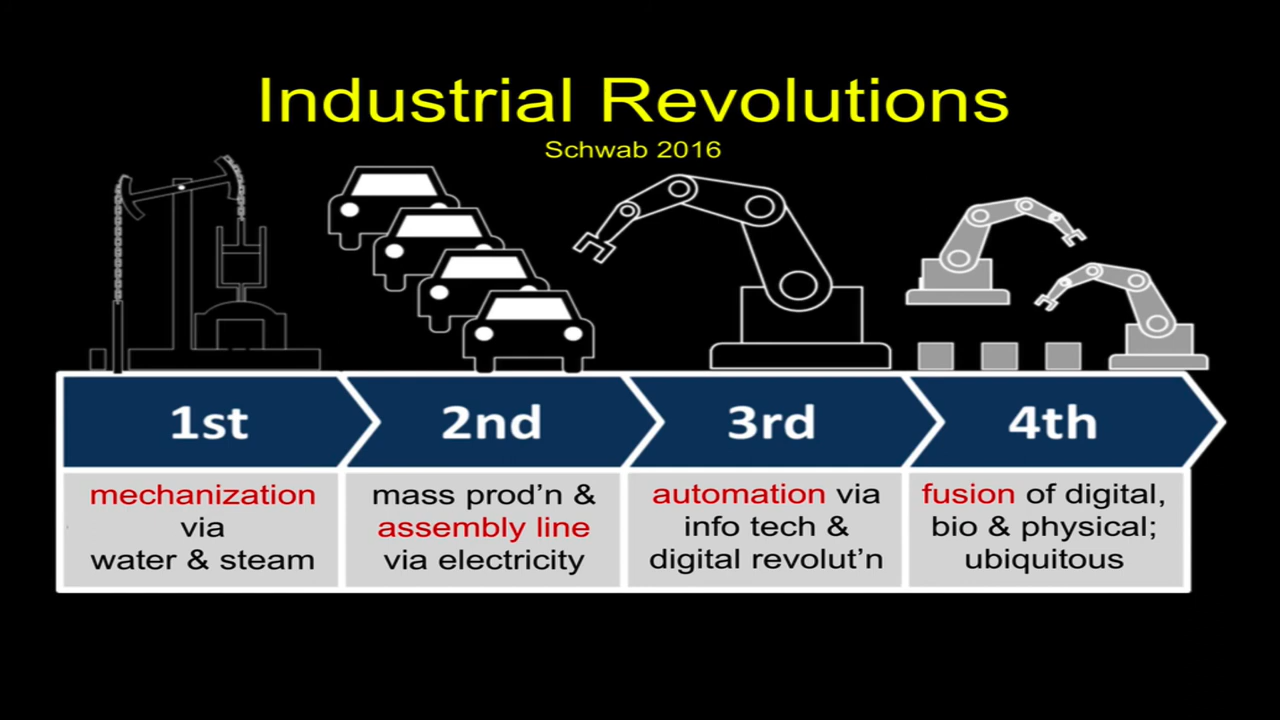 Industrial Revolutions
Schwab 2016
1st
2nd
3rd
4th
mechanization
via
water & steam
mass prod'n &
assembly line
via electricity
automation via
info tech &
digital revolut'n
fusion of digital,
bio & physical;
ubiquitous